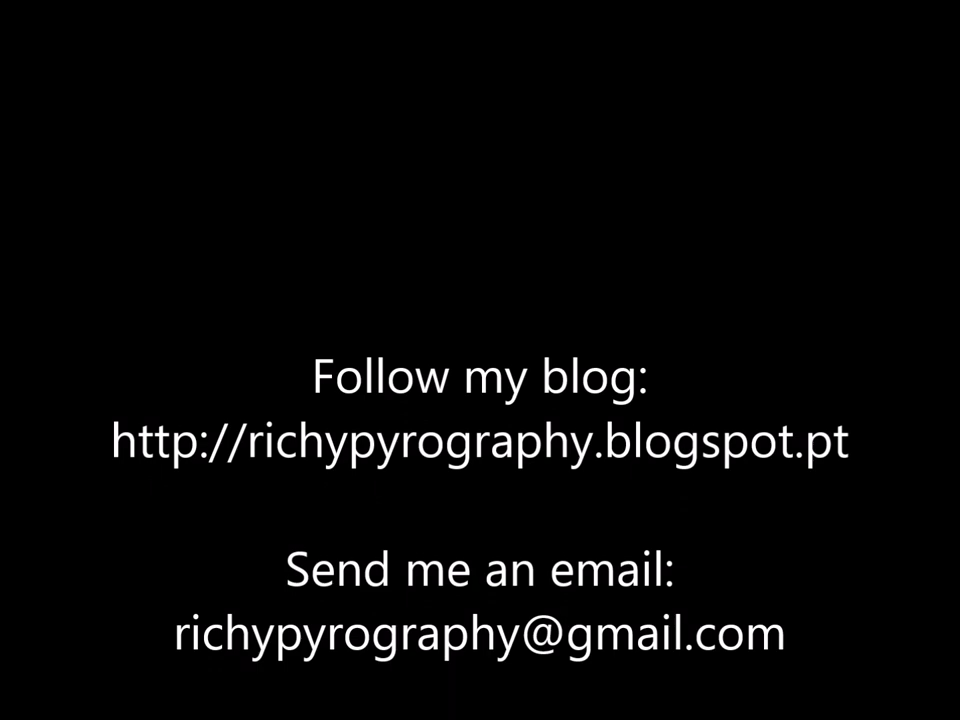 Follow my blog:
http://richypyrography.blogspot.pt
Send me an email:
richypyrography@gmail.com